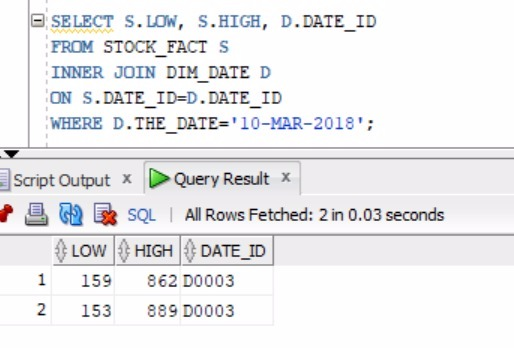 SELECT S.LOW, S.HIGH, D.DATE_ID
FROM STOCK_FACT S
INNER JOIN DIM_DATE D
ON S.DATE_ID=D.DATE_ID
WHERE D.THE_DATE='10-MAR-2018';
Script Output x Query Result x
SQL | All Rows Fetched: 2 in 0.03 seconds
LOW HIGH DATE_ID
1 159 862 D0003
2 153 889 D0003